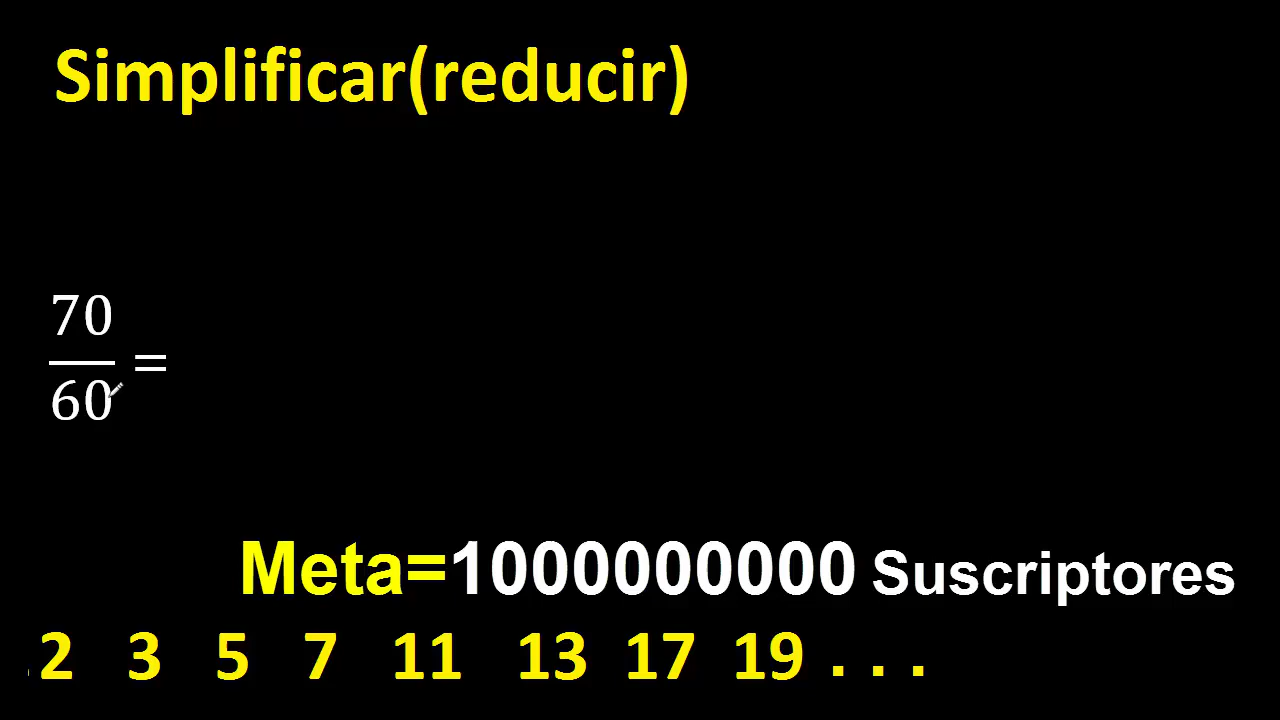 Simplificar(reducir)
70
60
=
Meta=1000000000 Suscriptores
2 3 5 7 11 13 17 19 . . .